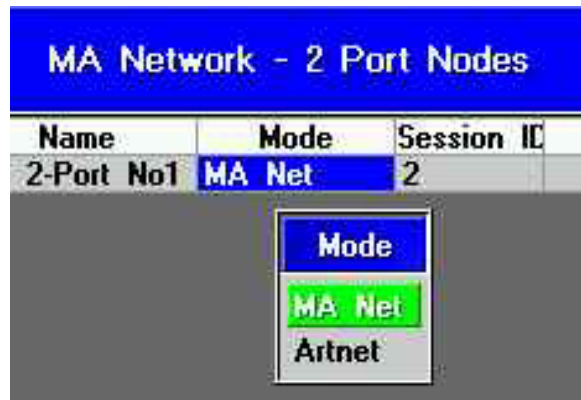 MA Network - 2 Port Nodes
Name Mode Session ID
2-Port No1 MA Net 2
Mode
MA Net
Artnet